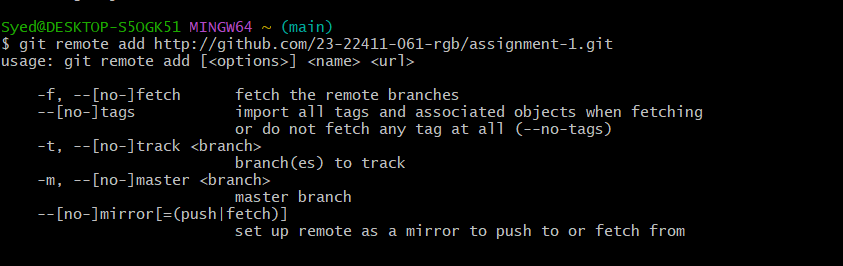 Syed@DESKTOP-S5OGK51 MINGW64 ~ (main)
$ git remote add http://github.com/23-22411-061-rgb/assignment-1.git
usage: git remote add [<options>] <name> <url>

    -f, --[no-]fetch      fetch the remote branches
    --[no-]tags           import all tags and associated objects when fetching
                          or do not fetch any tag at all (--no-tags)
    -t, --[no-]track <branch>
                          branch(es) to track
    -m, --[no-]master <branch>
                          master branch
    --[no-]mirror[=(push|fetch)]
                          set up remote as a mirror to push to or fetch from